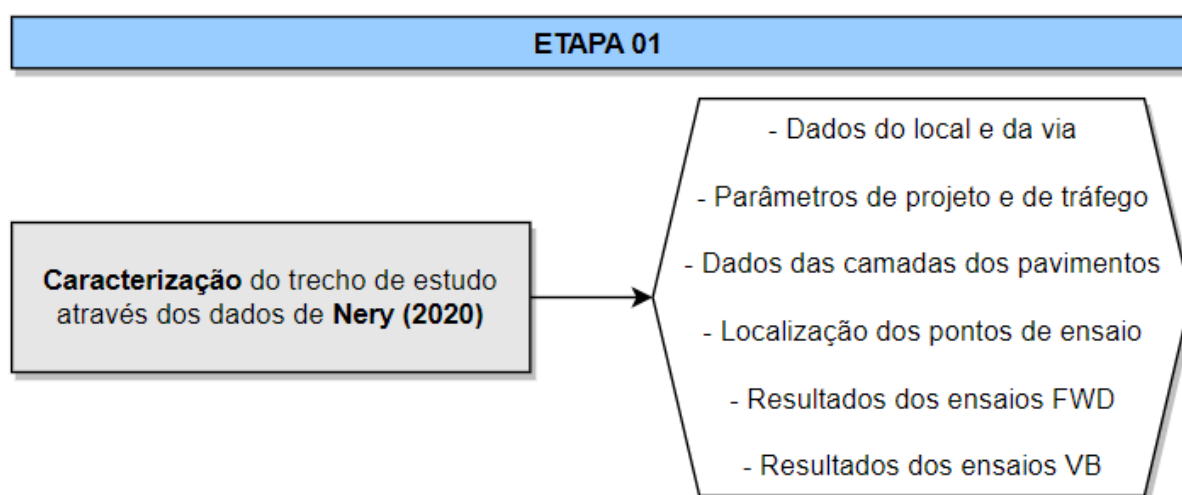 ETAPA 01
Caracterização do trecho de estudo
através dos dados de Nery (2020)
- Dados do local e da via
- Parâmetros de projeto e de tráfego
- Dados das camadas dos pavimentos
- Localização dos pontos de ensaio
- Resultados dos ensaios FWD
- Resultados dos ensaios VB